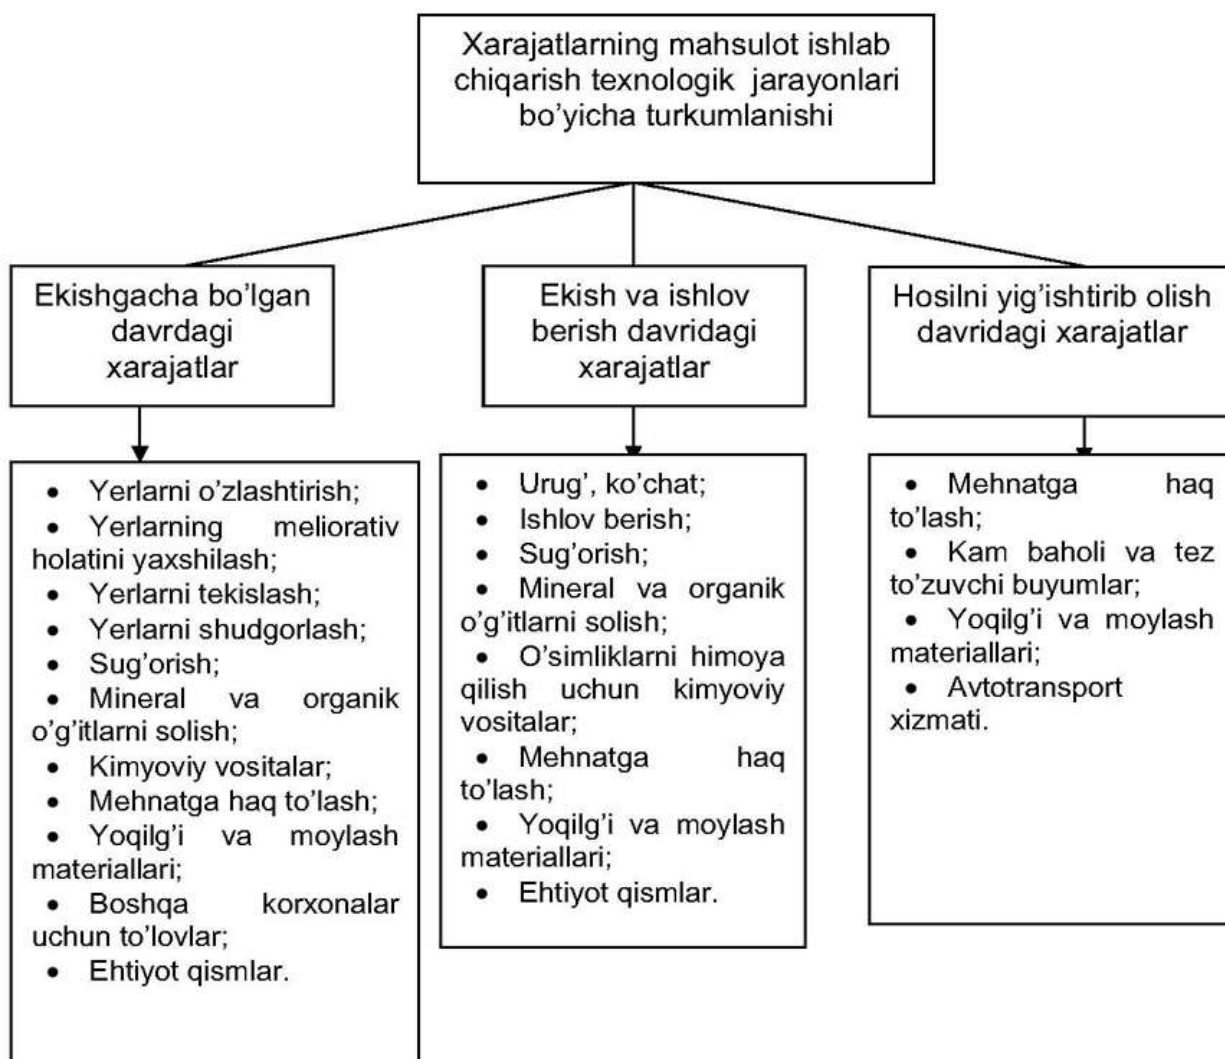 Xarajatlarning mahsulot ishlab
chiqarish texnologik jarayonlari
bo’yicha turkumlanishi
Ekishgacha bo’lgan
davrdagi
xarajatlar
Ekish va ishlov
berish davridagi
xarajatlar
Hosilni yig’ishtirib olish
davridagi xarajatlar
• Yerlarni o’zlashtirish;
• Yerlarning meliorativ
holatini yaxshilash;
• Yerlarni tekislash;
• Yerlarni shudgorlash;
• Sug’orish;
• Mineral va organik
o’g’itlarni solish;
• Kimyoviy vositalar;
• Mehnatga haq to’lash;
• Yoqilg’i va moylash
materiallari;
• Boshqa korxonalar
uchun to’lovlar;
• Ehtiyot qismlar.
• Urug’, ko’chat;
• Ishlov berish;
• Sug’orish;
• Mineral va organik
o’g’itlarni solish;
• O’simliklarni himoya
qilish uchun kimyoviy
vositalar;
• Mehnatga haq
to’lash;
• Yoqilg’i va moylash
materiallari;
• Ehtiyot qismlar.
• Mehnatga haq
to’lash;
• Kam baholi va tez
to’zuvchi buyumlar;
• Yoqilg’i va moylash
materiallari;
• Avtotransport
xizmati.